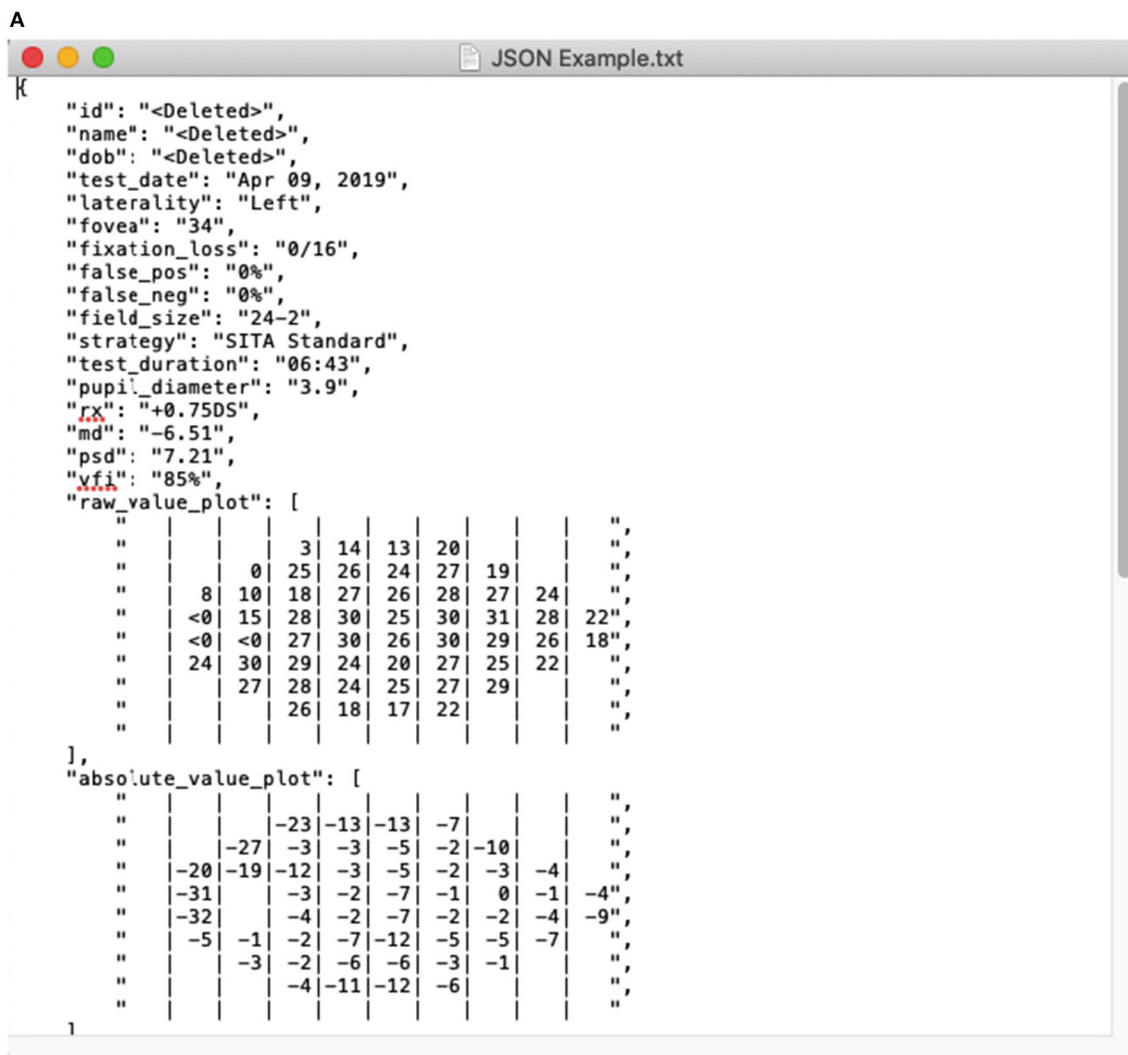 A
JSON Example.txt
{
"id": "<Deleted>",
"name": "<Deleted>",
"dob": "<Deleted>",
"test_date": "Apr 09, 2019",
"laterality": "Left",
"fovea": "34",
"fixation_loss": "0/16",
"false_pos": "0%",
"false_neg": "0%",
"field_size": "24-2",
"strategy": "SITA Standard",
"test_duration": "06:43",
"pupil_diameter": "3.9",
"rx": "+0.75DS",
"md": "-6.51",
"psd": "7.21",
"vfi": "85%",
"raw_value_plot": [
"   |   |   |   |   |   |   |   |   |   ",
"   |   |   |  3| 14| 13| 20|   |   |   ",
"   |   |  0| 25| 26| 24| 27| 19|   |   ",
"   |  8| 10| 18| 27| 26| 28| 27| 24|   ",
"   | <0| 15| 28| 30| 25| 30| 31| 28| 22",
"   | <0| <0| 27| 30| 26| 30| 29| 26| 18",
"   | 24| 30| 29| 24| 20| 27| 25| 22|   ",
"   |   | 27| 28| 24| 25| 27| 29|   |   ",
"   |   |   | 26| 18| 17| 22|   |   |   ",
"   |   |   |   |   |   |   |   |   |   "
],
"absolute_value_plot": [
"   |   |   |   |   |   |   |   |   |   ",
"   |   |   |-23|-13|-13| -7|   |   |   ",
"   |   |-27| -3| -3| -5| -2|-10|   |   ",
"   |-20|-19|-12| -3| -5| -2| -3| -4|   ",
"   |-31|   | -3| -2| -7| -1|  0| -1| -4",
"   |-32|   | -4| -2| -7| -2| -2| -4| -9",
"   | -5| -1| -2| -7|-12| -5| -5| -7|   ",
"   |   | -3| -2| -6| -6| -3| -1|   |   ",
"   |   |   | -4|-11|-12| -6|   |   |   ",
"   |   |   |   |   |   |   |   |   |   "
]